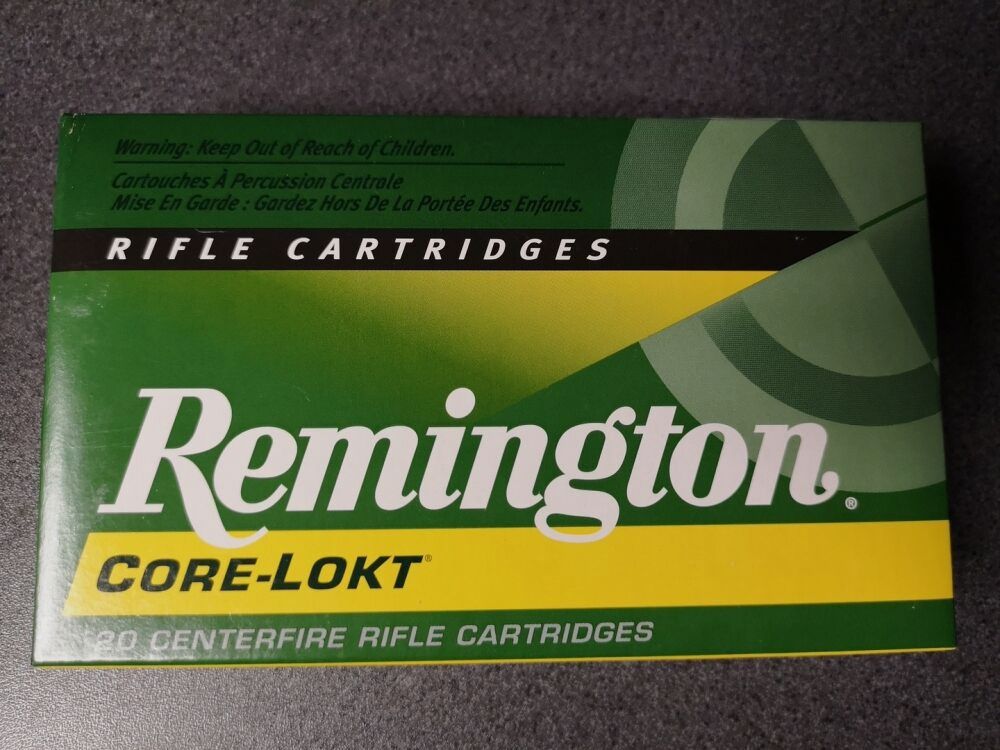 Warning: Keep Out of Reach of Children.
Cartouches À Percussion Centrale
Mise En Garde : Gardez Hors De La Portée Des Enfants.
RIFLE CARTRIDGES
Remington®
CORE-LOKT®
20 CENTERFIRE RIFLE CARTRIDGES